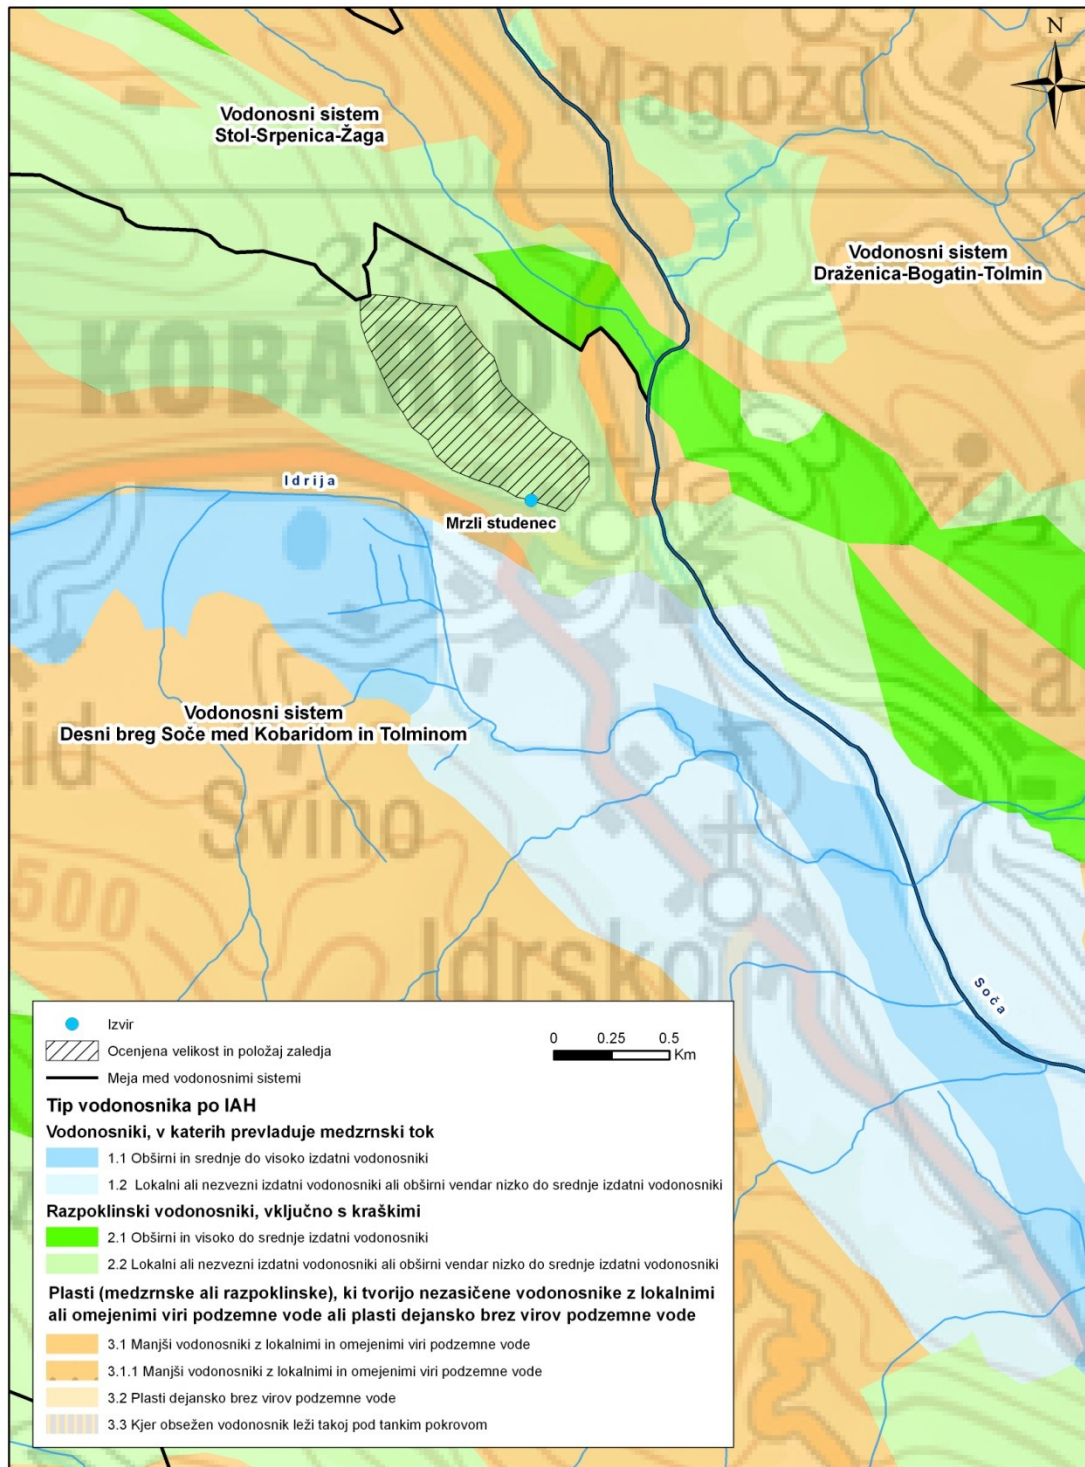 N
Magozd
Vodonosni sistem
Stol-Srpenica-Žaga
Vodonosni sistem
Draženica-Bogatin-Tolmin
KOBARID
Idrija
Mrzli studenec
Vodonosni sistem
Desni breg Soče med Kobaridom in Tolminom
Svino
500
Idrsko
Soča
Izvir
Ocenjena velikost in položaj zaledja
Meja med vodonosnimi sistemi
0 0.25 0.5
Km
Tip vodonosnika po IAH
Vodonosniki, v katerih prevladuje medzrnski tok
1.1 Obširni in srednje do visoko izdatni vodonosniki
1.2 Lokalni ali nezvezni izdatni vodonosniki ali obširni vendar nizko do srednje izdatni vodonosniki
Razpoklinski vodonosniki, vključno s kraškimi
2.1 Obširni in visoko do srednje izdatni vodonosniki
2.2 Lokalni ali nezvezni izdatni vodonosniki ali obširni vendar nizko do srednje izdatni vodonosniki
Plasti (medzrnske ali razpoklinske), ki tvorijo nezasičene vodonosnike z lokalnimi
ali omejenimi viri podzemne vode ali plasti dejansko brez virov podzemne vode
3.1 Manjši vodonosniki z lokalnimi in omejenimi viri podzemne vode
3.1.1 Manjši vodonosniki z lokalnimi in omejenimi viri podzemne vode
3.2 Plasti dejansko brez virov podzemne vode
3.3 Kjer obsežen vodonosnik leži takoj pod tankim pokrovom